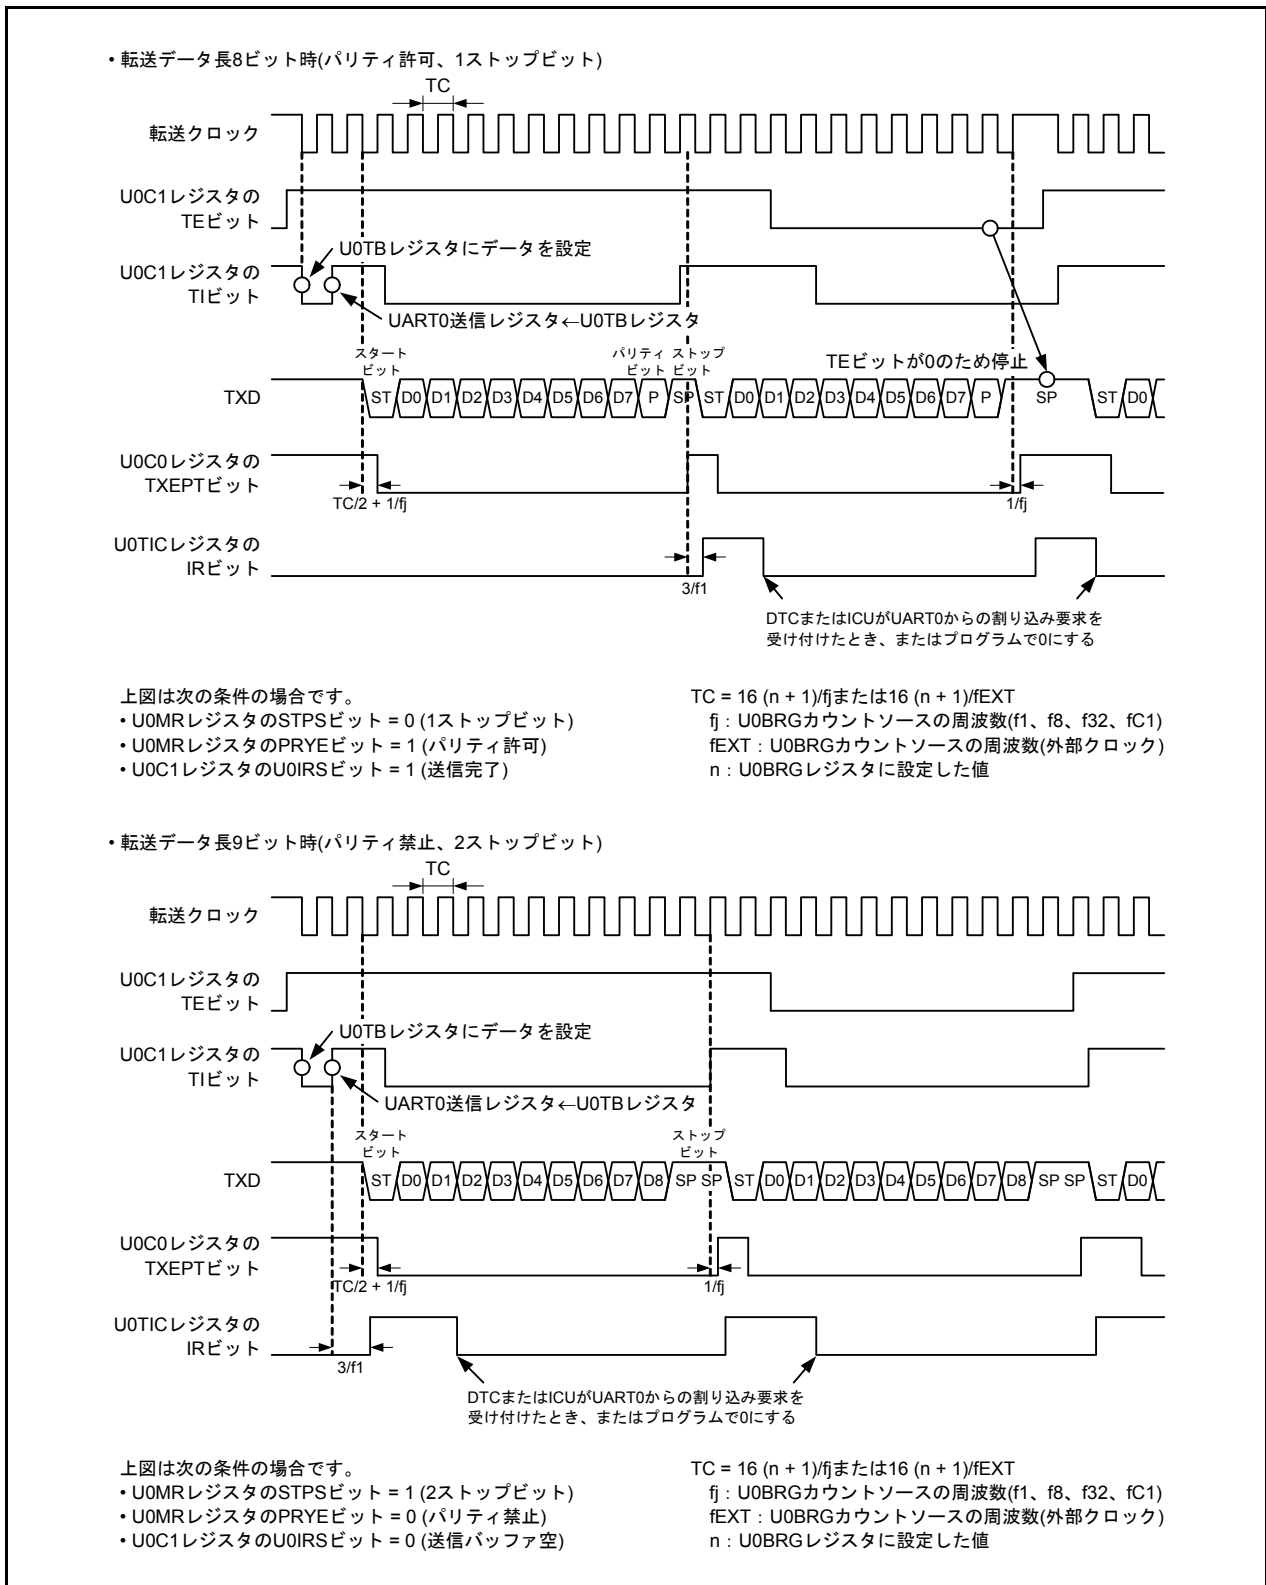 • 転送データ長8ビット時(パリティ許可、1ストップビット)
TC
転送クロック
U0C1レジスタの
TEビット
U0TBレジスタにデータを設定
U0C1レジスタの
TIビット
UART0送信レジスタ←U0TBレジスタ
スタート
ビット
パリティ
ビット
ストップ
ビット
TEビットが0のため停止
TXD
ST D0 D1 D2 D3 D4 D5 D6 D7 P SP ST D0 D1 D2 D3 D4 D5 D6 D7 P SP ST D0
U0C0レジスタの
TXEPTビット
TC/2 + 1/fj
1/fj
U0TICレジスタの
IRビット
3/f1
DTCまたはICUがUART0からの割り込み要求を
受け付けたとき、またはプログラムで0にする
上図は次の条件の場合です。
• U0MRレジスタのSTPSビット = 0 (1ストップビット)
• U0MRレジスタのPRYEビット = 1 (パリティ許可)
• U0C1レジスタのU0IRSビット = 1 (送信完了)
TC = 16 (n + 1)/fjまたは16 (n + 1)/fEXT
fj : U0BRGカウントソースの周波数(f1、f8、f32、fC1)
fEXT : U0BRGカウントソースの周波数(外部クロック)
n : U0BRGレジスタに設定した値
• 転送データ長9ビット時(パリティ禁止、2ストップビット)
TC
転送クロック
U0C1レジスタの
TEビット
U0TBレジスタにデータを設定
U0C1レジスタの
TIビット
UART0送信レジスタ←U0TBレジスタ
スタート
ビット
ストップ
ビット
TXD
ST D0 D1 D2 D3 D4 D5 D6 D7 D8 SP SP ST D0 D1 D2 D3 D4 D5 D6 D7 D8 SP SP ST D0
U0C0レジスタの
TXEPTビット
TC/2 + 1/fj
1/fj
U0TICレジスタの
IRビット
3/f1
DTCまたはICUがUART0からの割り込み要求を
受け付けたとき、またはプログラムで0にする
上図は次の条件の場合です。
• U0MRレジスタのSTPSビット = 1 (2ストップビット)
• U0MRレジスタのPRYEビット = 0 (パリティ禁止)
• U0C1レジスタのU0IRSビット = 0 (送信バッファ空)
TC = 16 (n + 1)/fjまたは16 (n + 1)/fEXT
fj : U0BRGカウントソースの周波数(f1、f8、f32、fC1)
fEXT : U0BRGカウントソースの周波数(外部クロック)
n : U0BRGレジスタに設定した値